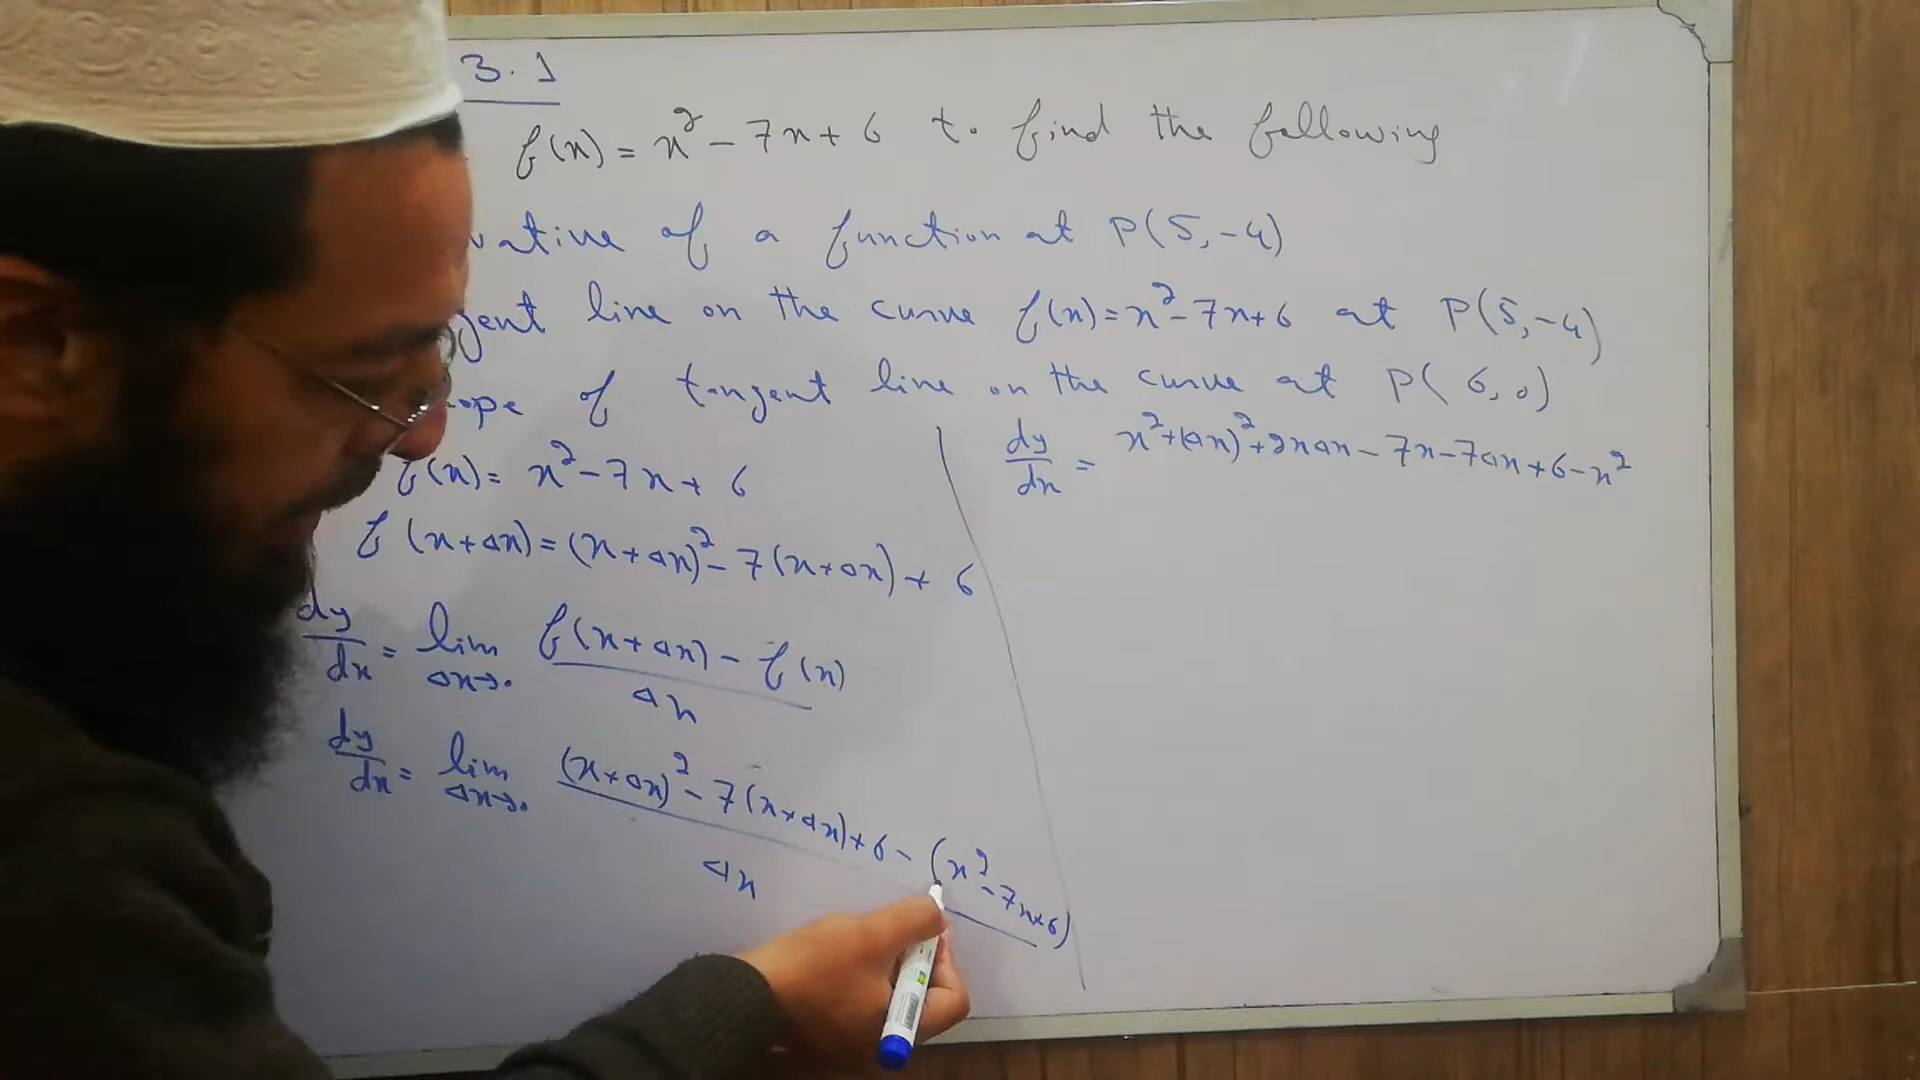 3.1
f(x) = x² - 7x + 6 to find the following
vative of a function at P(5,-4)
gent line on the curve f(x) = x² - 7x + 6 at P(5,-4)
ope of tangent line on the curve at P(6,0)
f(x) = x² - 7x + 6
f(x+Δx) = (x+Δx)² - 7(x+Δx) + 6
dy/dx = lim Δx→0 f(x+Δx) - f(x) / Δx
dy/dx = lim Δx→0 (x+Δx)² - 7(x+Δx) + 6 - (x² - 7x + 6) / Δx
dy/dx = x² + (Δx)² + 2xΔx - 7x - 7Δx + 6 - x²